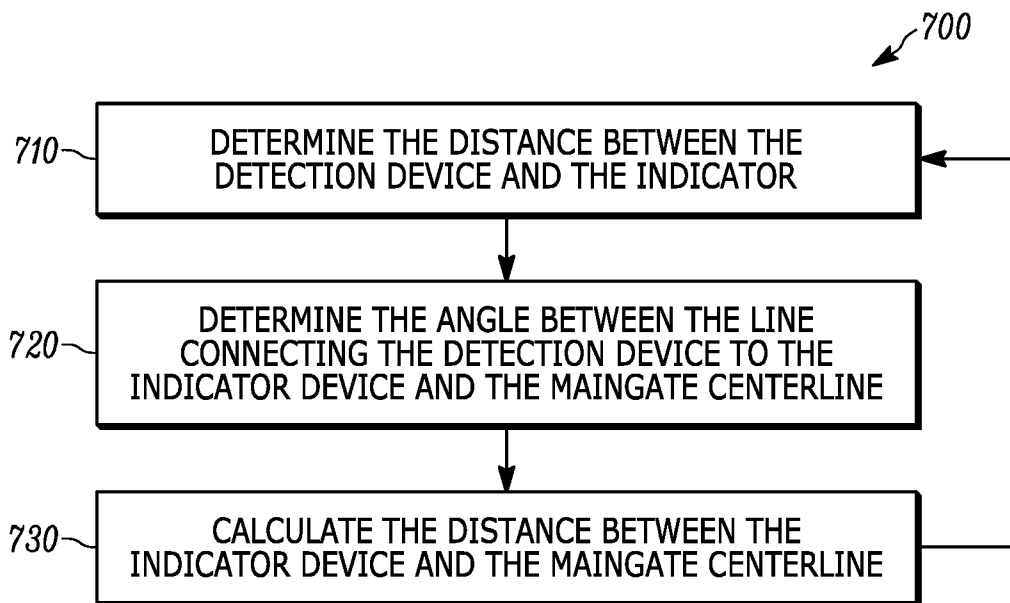 700
710
DETERMINE THE DISTANCE BETWEEN THE
DETECTION DEVICE AND THE INDICATOR
720
DETERMINE THE ANGLE BETWEEN THE LINE
CONNECTING THE DETECTION DEVICE TO THE
INDICATOR DEVICE AND THE MAINGATE CENTERLINE
730
CALCULATE THE DISTANCE BETWEEN THE
INDICATOR DEVICE AND THE MAINGATE CENTERLINE